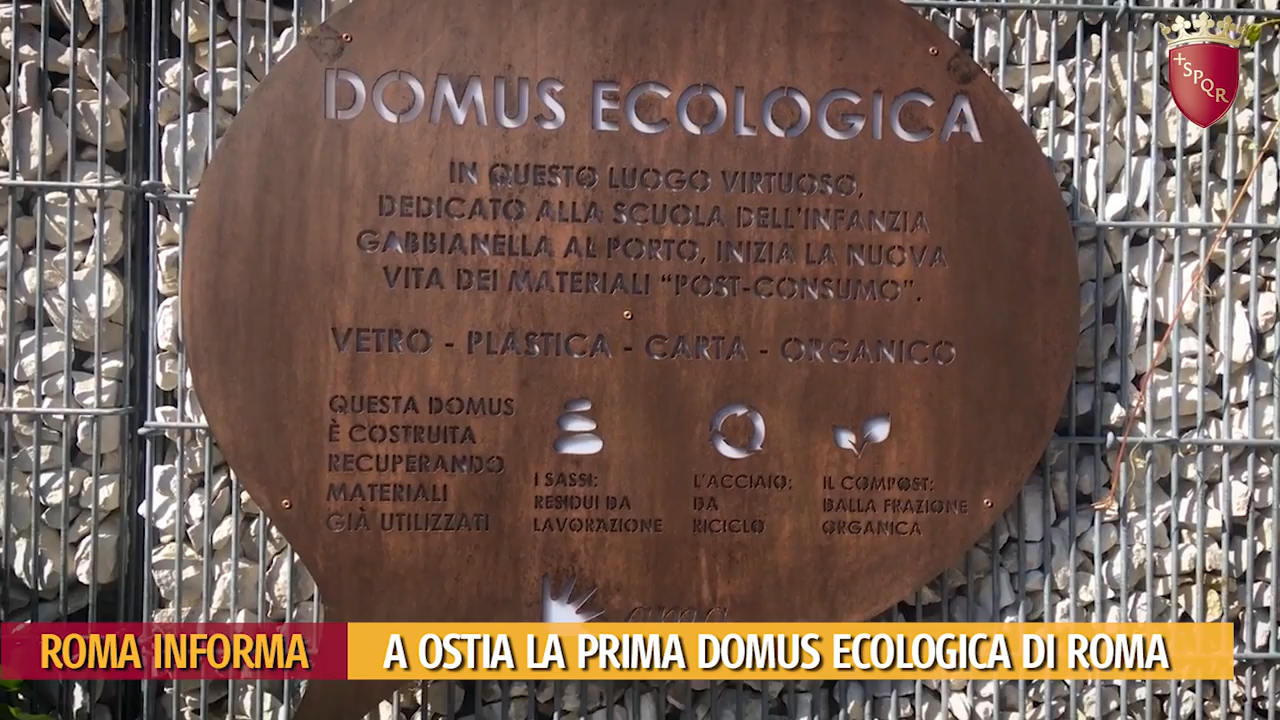 +SPQR
DOMUS ECOLOGICA
IN QUESTO LUOGO VIRTUOSO,
DEDICATO ALLA SCUOLA DELL'INFANZIA
GABBIANELLA AL PORTO, INIZIA LA NUOVA
VITA DEI MATERIALI "POST-CONSUMO".
VETRO - PLASTICA - CARTA - ORGANICO
QUESTA DOMUS
È COSTRUITA
RECUPERANDO
MATERIALI
GIÀ UTILIZZATI
I SASSI:
RESIDUI DA
LAVORAZIONE
L'ACCIAIO:
DA
RICICLO
IL COMPOST:
DALLA FRAZIONE
ORGANICA
ROMA INFORMA
A OSTIA LA PRIMA DOMUS ECOLOGICA DI ROMA